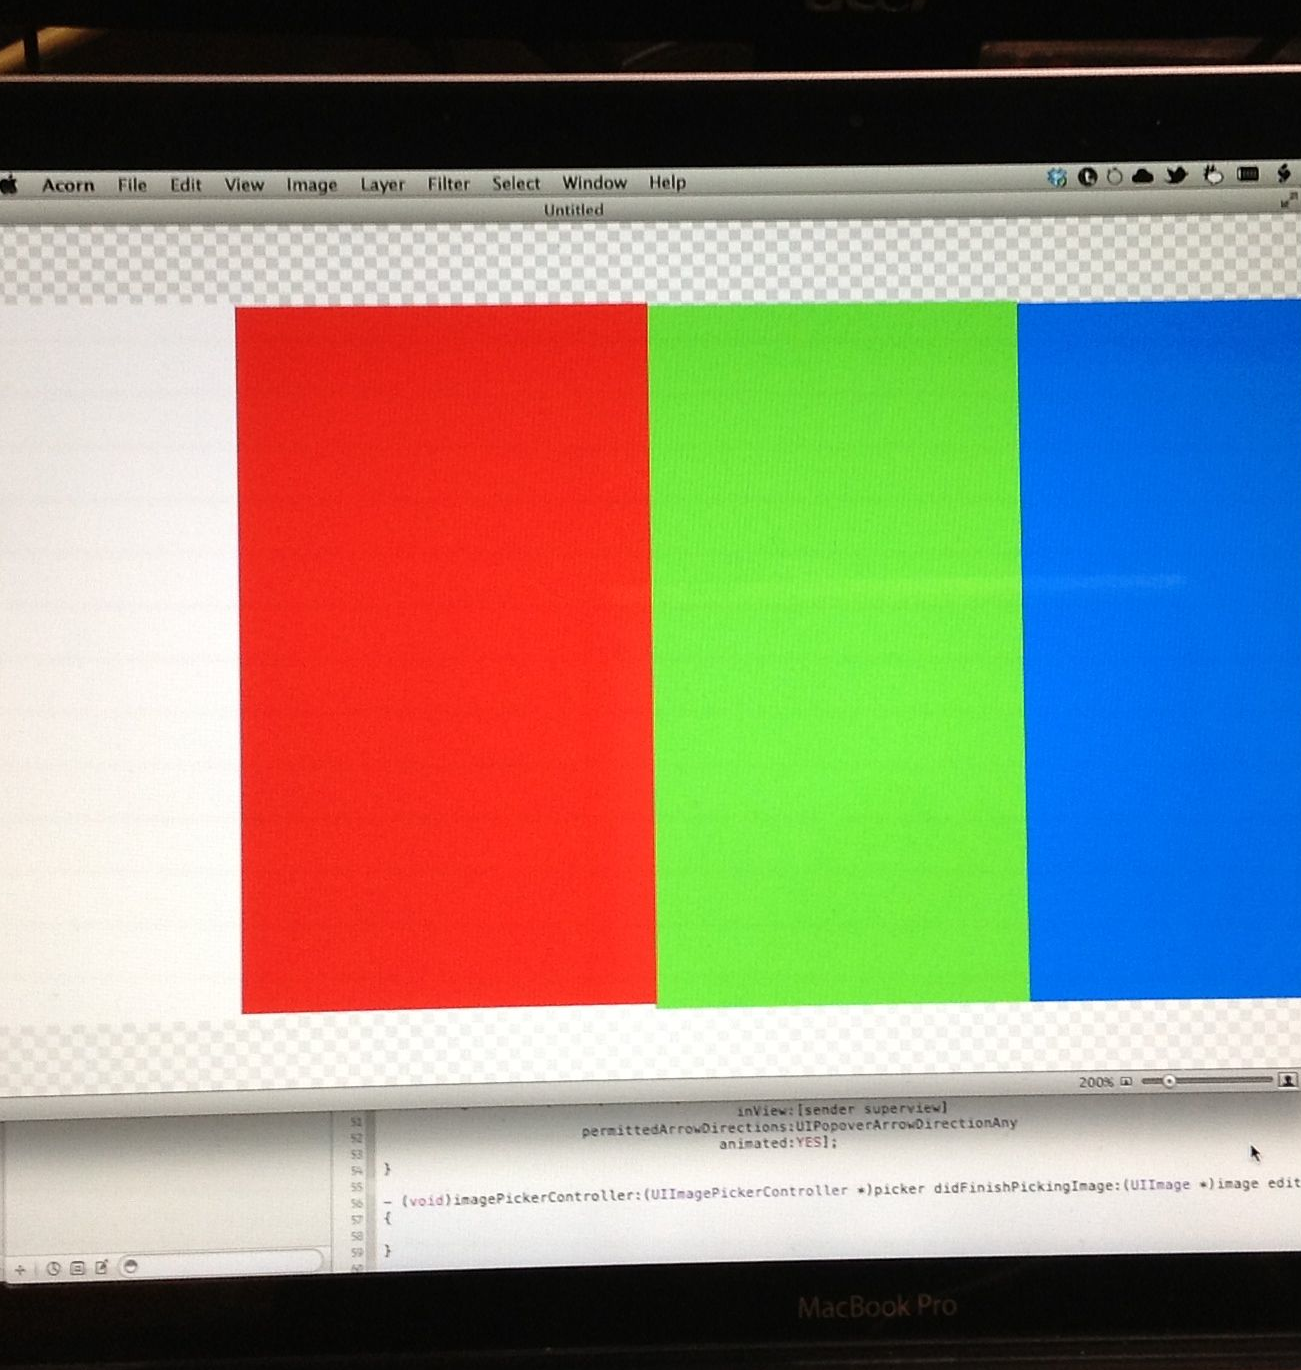 acer
Acorn File Edit View Image Layer Filter Select Window Help
Untitled
200%
51 inView:[sender superview]
52 permittedArrowDirections:UIPopoverArrowDirectionAny
53 animated:YES];
54 }
55
56 - (void)imagePickerController:(UIImagePickerController *)picker didFinishPickingImage:(UIImage *)image edit
57 {
58
59 }
60
MacBook Pro